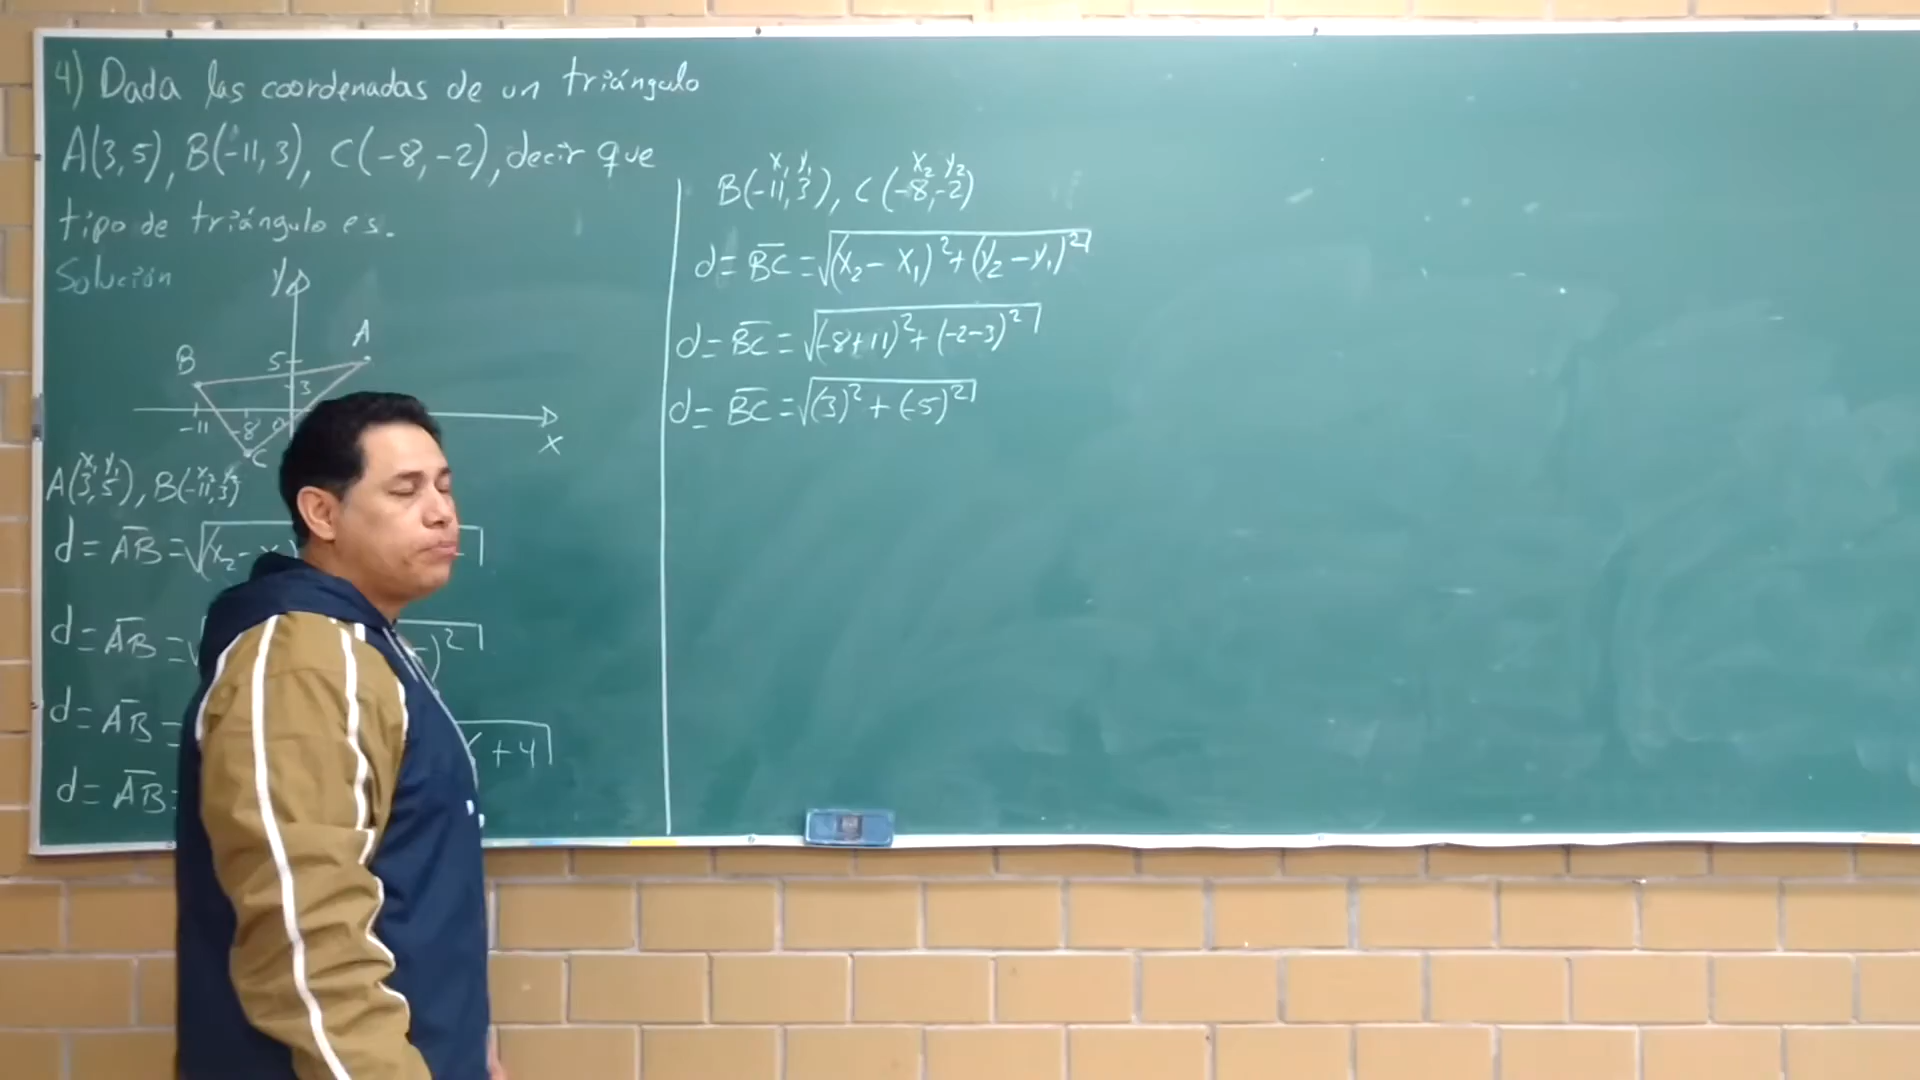 4) Dada las coordenadas de un triángulo
A(3,5), B(-11,3), C(-8,-2), decir que
tipo de triángulo es.
Solución
Y
A
B
5
3
-11 -8 0
X
C
x₁ y₁ x₂ y₂
A(3,5), B(-11,3)
d = AB = √(x₂ -
d = AB = √ )²
d = AB = + 4
d = AB =
x₁ y₁ x₂ y₂
B(-11,3), C(-8,-2)
d = BC = √(x₂ - x₁)² + (y₂ - y₁)²
d = BC = √(-8+11)² + (-2-3)²
d = BC = √(3)² + (-5)²